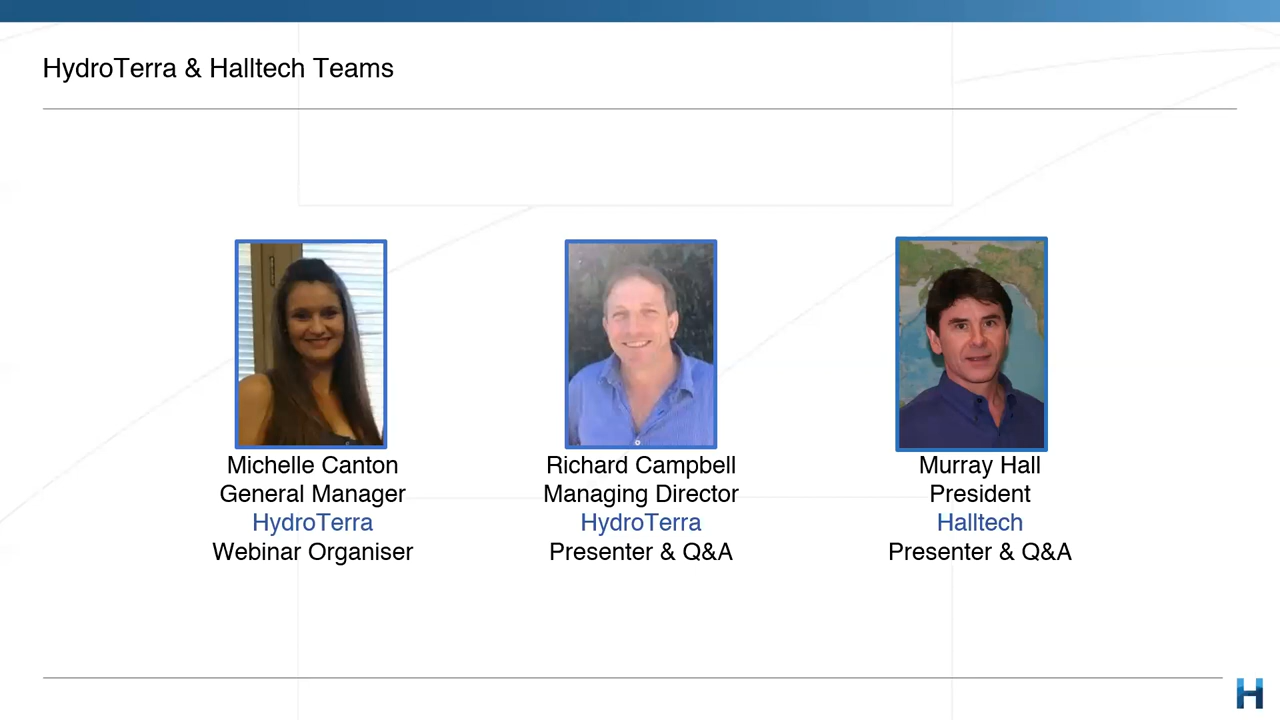 HydroTerra & Halltech Teams
Michelle Canton
General Manager
HydroTerra
Webinar Organiser
Richard Campbell
Managing Director
HydroTerra
Presenter & Q&A
Murray Hall
President
Halltech
Presenter & Q&A
H